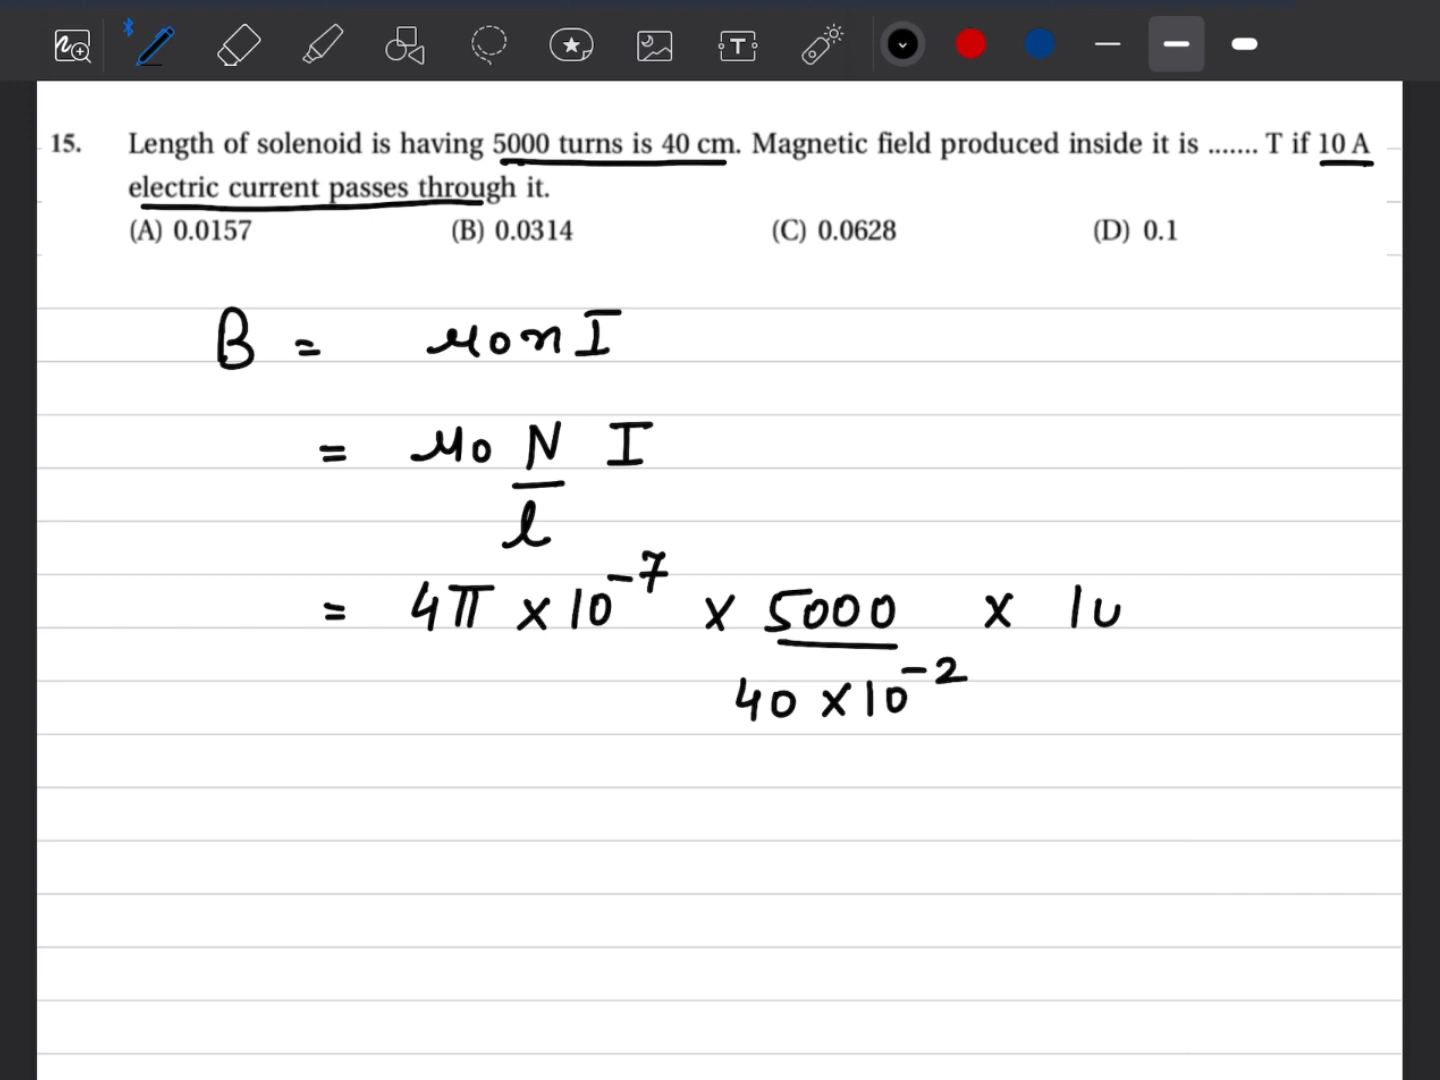 15. Length of solenoid is having 5000 turns is 40 cm. Magnetic field produced inside it is ....... T if 10 A
electric current passes through it.
(A) 0.0157 (B) 0.0314 (C) 0.0628 (D) 0.1
B = μ0 n I
= μ0 N/l I
= 4π × 10^-7 × 5000/40 × 10^-2 × 10